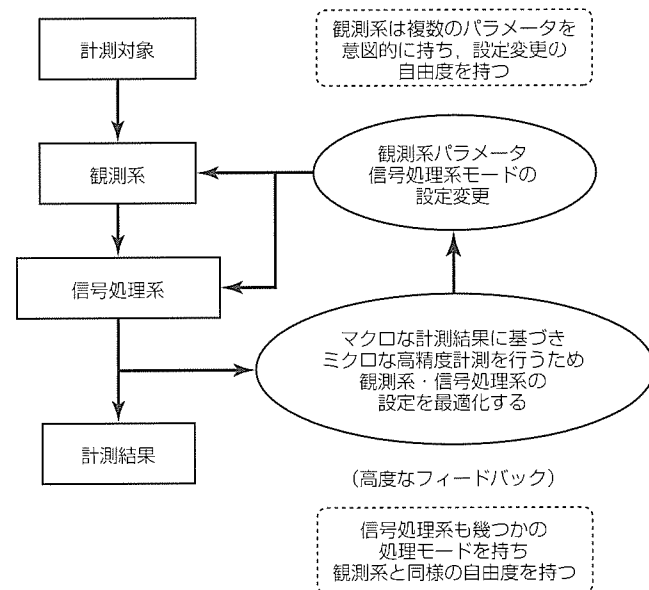 計測対象
観測系は複数のパラメータを
意図的に持ち，設定変更の
自由度を持つ
観測系
観測系パラメータ
信号処理系モードの
設定変更
信号処理系
マクロな計測結果に基づき
ミクロな高精度計測を行うため
観測系・信号処理系の
設定を最適化する
計測結果
（高度なフィードバック）
信号処理系も幾つかの
処理モードを持ち
観測系と同様の自由度を持つ